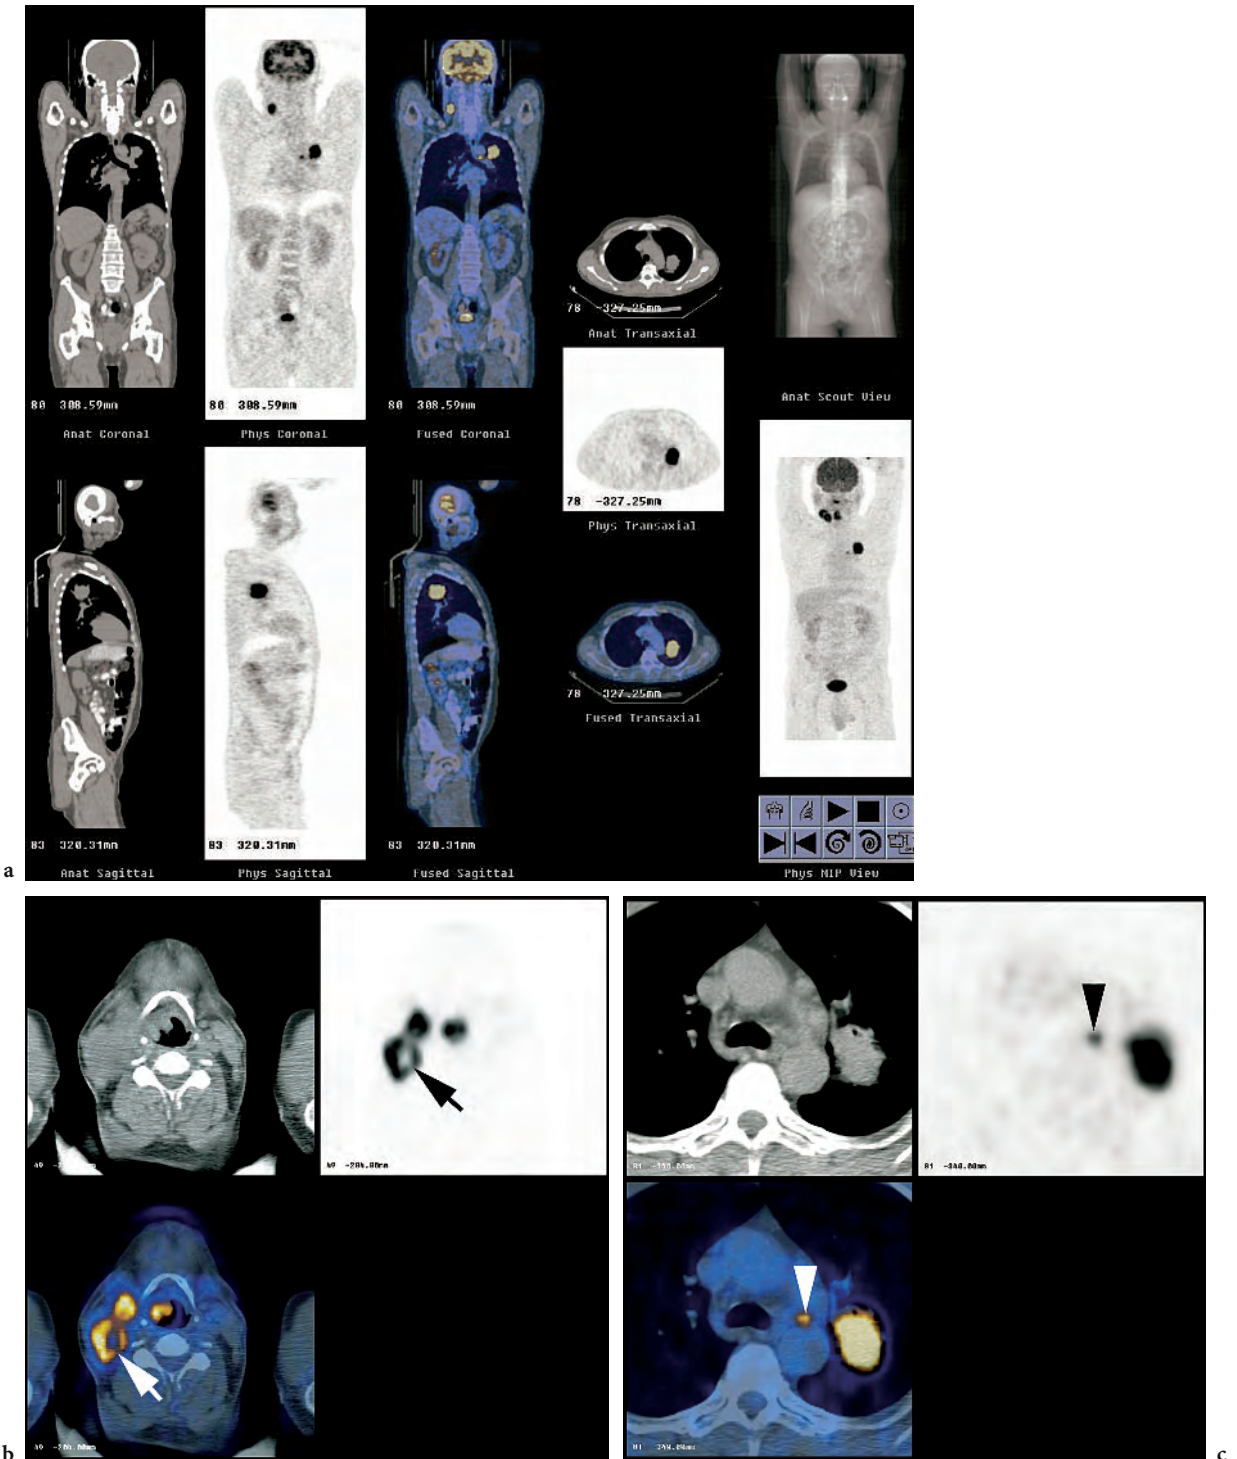 80 308.59mm
Anat Coronal
80 308.59mm
Phys Coronal
80 308.59mm
Fused Coronal
78 -327.25mm
Anat Transaxial
Anat Scout View
78 -327.25mm
Phys Transaxial
78 -327.25mm
Fused Transaxial
83 320.31mm
Anat Sagittal
83 320.31mm
Phys Sagittal
83 320.31mm
Fused Sagittal
Phys MIP View
a
b
c